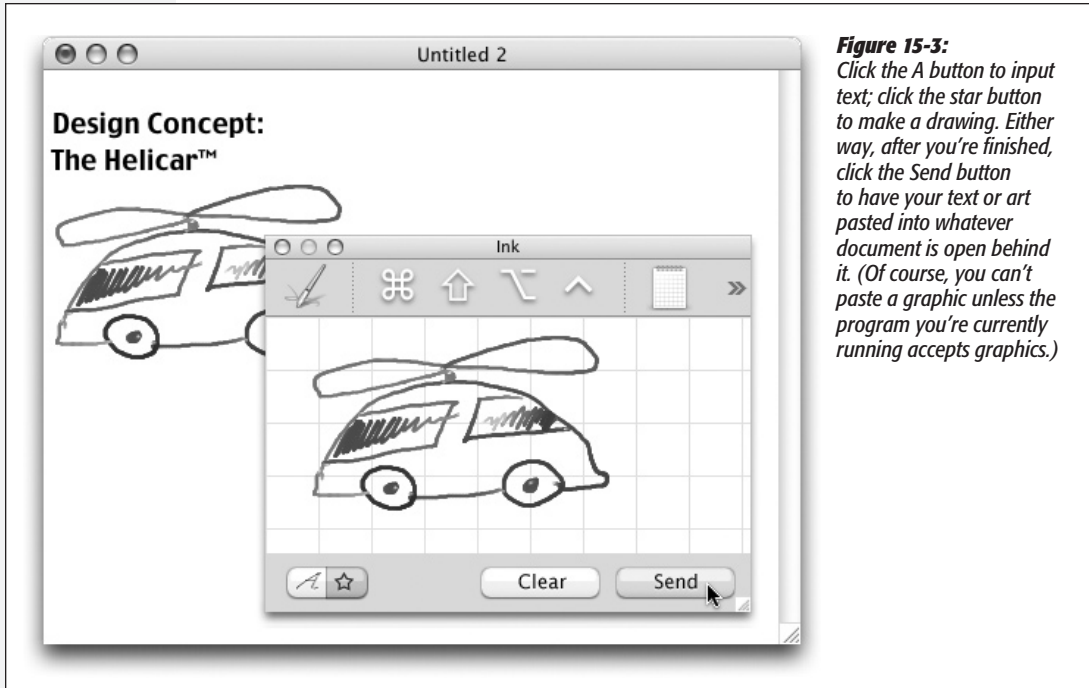 Untitled 2
Design Concept:
The Helicar™
Ink
Clear
Send
Figure 15-3:
Click the A button to input
text; click the star button
to make a drawing. Either
way, after you’re finished,
click the Send button
to have your text or art
pasted into whatever
document is open behind
it. (Of course, you can’t
paste a graphic unless the
program you’re currently
running accepts graphics.)